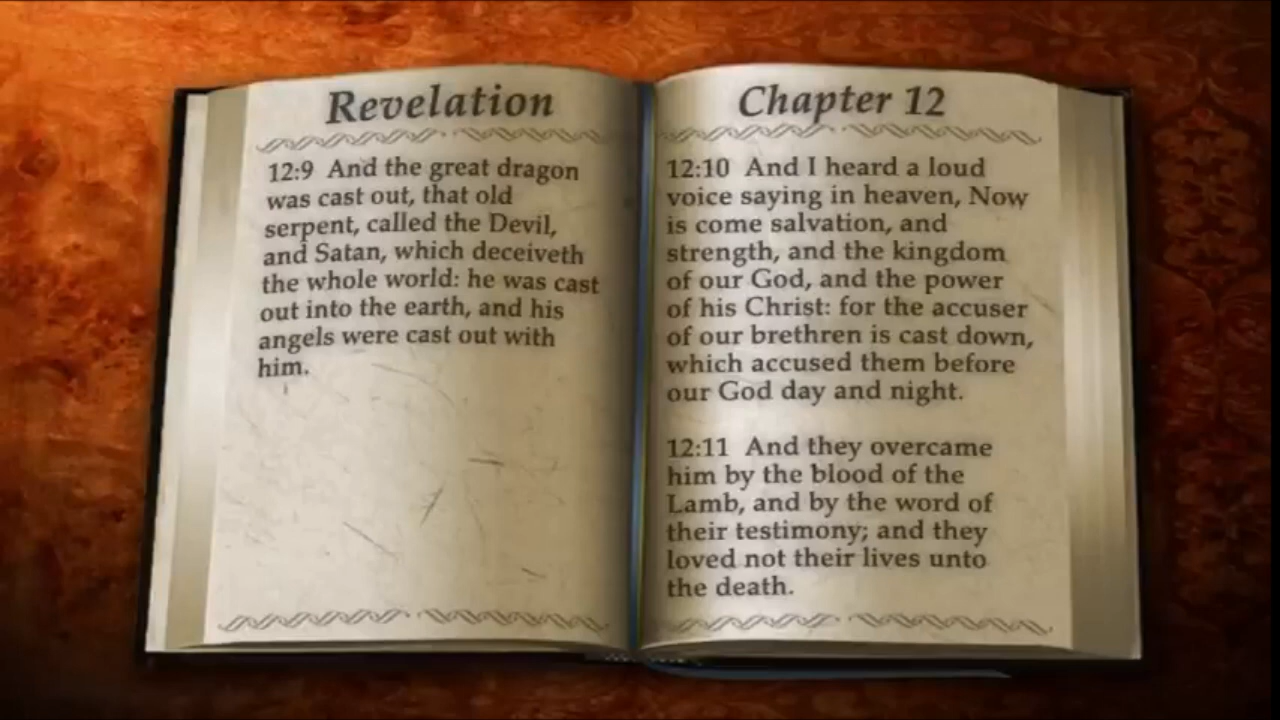 Revelation
12:9 And the great dragon
was cast out, that old
serpent, called the Devil,
and Satan, which deceiveth
the whole world: he was cast
out into the earth, and his
angels were cast out with
him.
Chapter 12
12:10 And I heard a loud
voice saying in heaven, Now
is come salvation, and
strength, and the kingdom
of our God, and the power
of his Christ: for the accuser
of our brethren is cast down,
which accused them before
our God day and night.
12:11 And they overcame
him by the blood of the
Lamb, and by the word of
their testimony; and they
loved not their lives unto
the death.